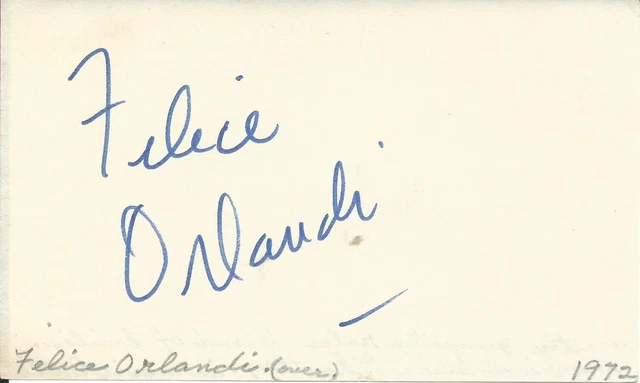 Felice
Orlandi
Felice Orlandi. (over) 1972